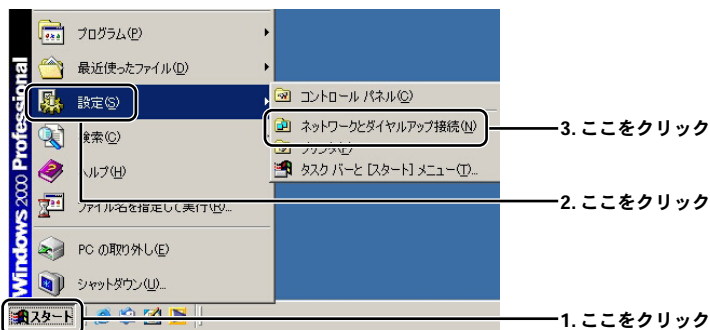 Windows 2000 Professional
プログラム(P)
最近使ったファイル(D)
設定(S)
検索(C)
ヘルプ(H)
ファイル名を指定して実行(R)...
PC の取り外し(E)
シャットダウン(U)...
コントロール パネル(C)
ネットワークとダイヤルアップ接続(N)
プリンタ(P)
タスク バーと [スタート] メニュー(T)...
3. ここをクリック
2. ここをクリック
スタート
1. ここをクリック